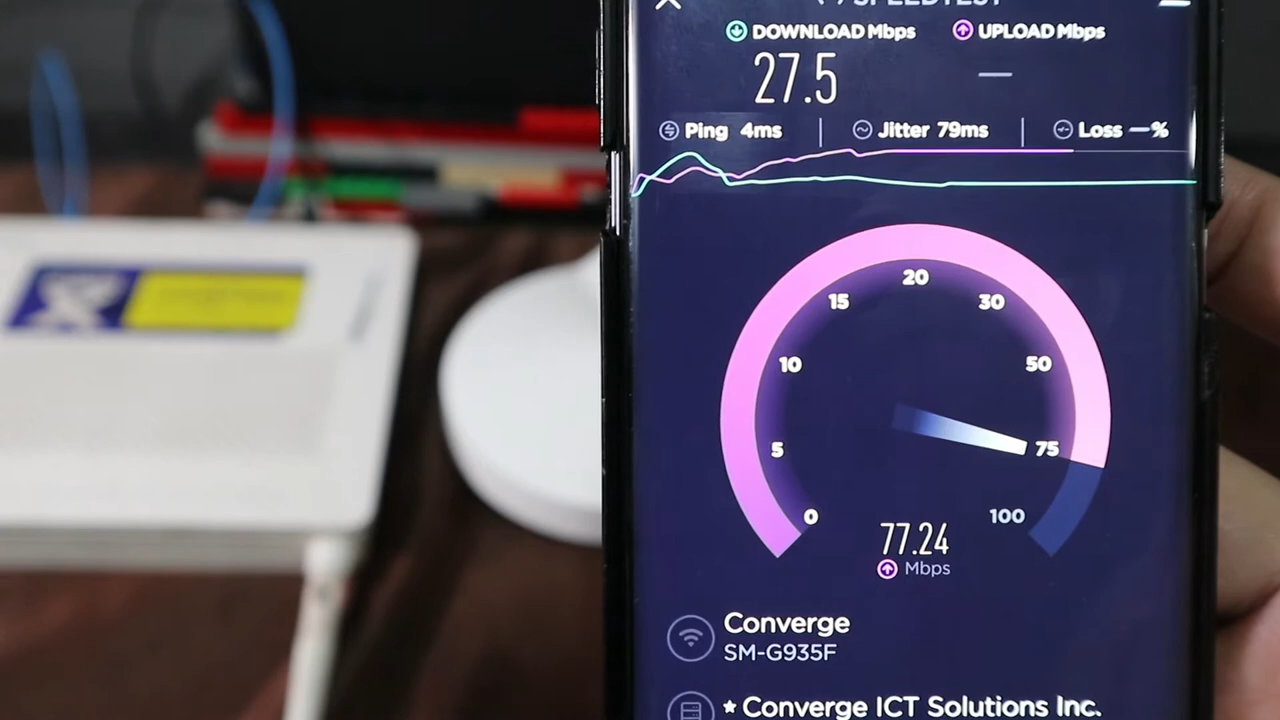 SPEEDTEST
DOWNLOAD Mbps
UPLOAD Mbps
27.5
—
Ping 4ms
Jitter 79ms
Loss —%
20
15
30
10
50
5
75
0
100
77.24
Mbps
Converge
SM-G935F
★ Converge ICT Solutions Inc.